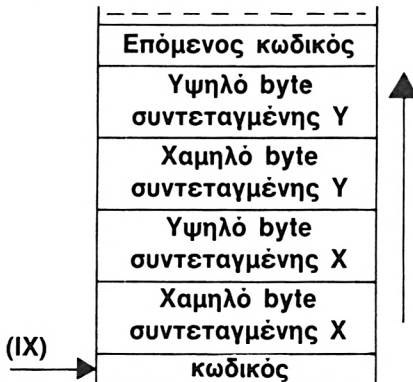 Επόμενος κωδικός
Υψηλό byte
συντεταγμένης Υ
Χαμηλό byte
συντεταγμένης Υ
Υψηλό byte
συντεταγμένης Χ
Χαμηλό byte
συντεταγμένης Χ
(IX)
κωδικός